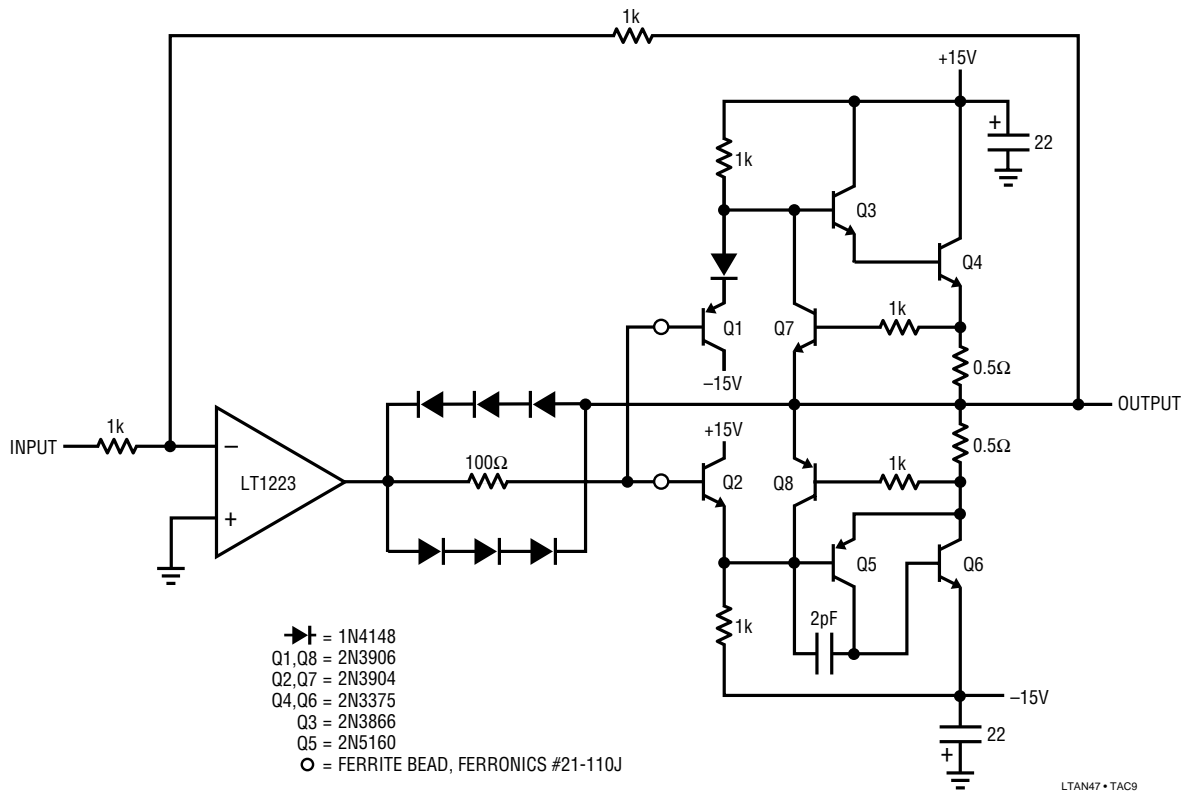 1k
+15V
+
22
1k
Q3
Q4
1k
Q1
Q7
0.5Ω
–15V
OUTPUT
1k
INPUT
–
LT1223
+
100Ω
+15V
Q2
Q8
1k
0.5Ω
Q5
Q6
1k
2pF
= 1N4148
Q1,Q8 = 2N3906
Q2,Q7 = 2N3904
Q4,Q6 = 2N3375
Q3 = 2N3866
Q5 = 2N5160
= FERRITE BEAD, FERRONICS #21-110J
–15V
22
+
LTAN47 • TAC9